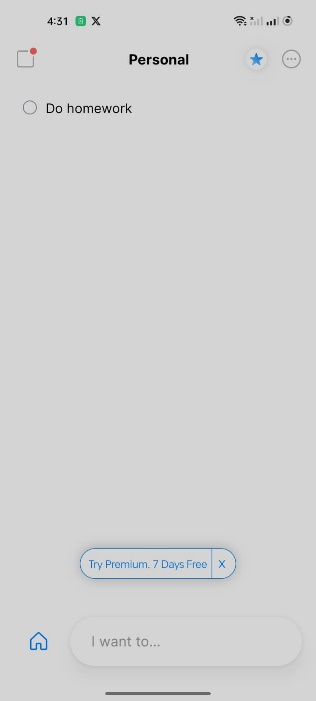 4:31
Personal
Do homework
Try Premium. 7 Days Free X
I want to...